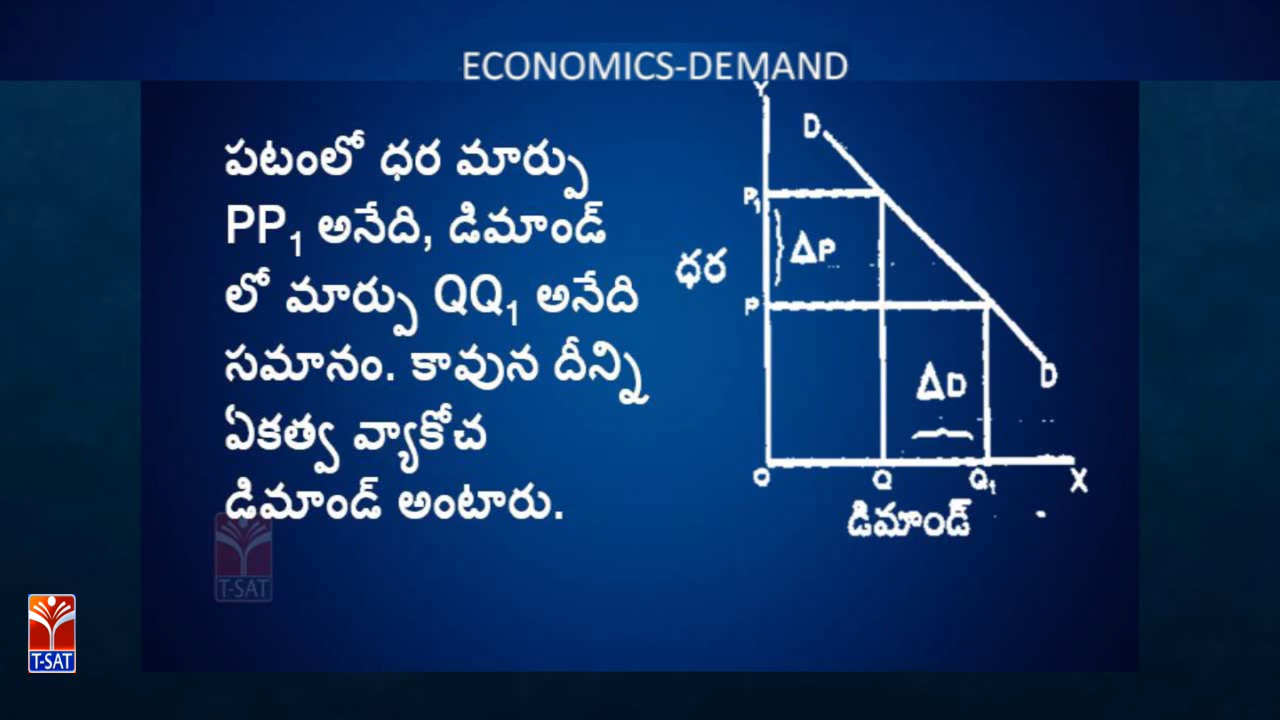 ECONOMICS-DEMAND
పటంలో ధర మార్పు
PP₁ అనేది, డిమాండ్
లో మార్పు QQ₁ అనేది
సమానం. కావున దీన్ని
ఏకత్వ వ్యాకోచ
డిమాండ్ అంటారు.
Y
D
P₁
ΔP
ధర
P
ΔD
D
O
Q
Q₁
X
డిమాండ్
T-SAT
T-SAT